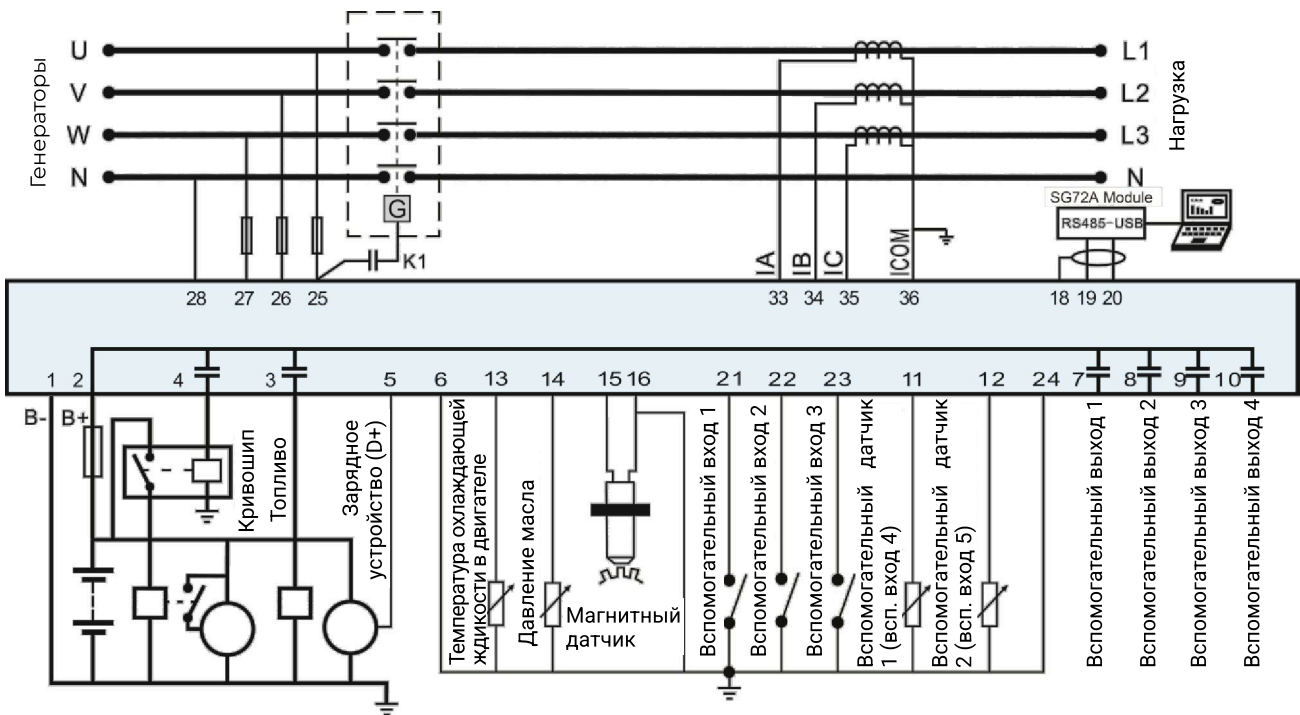 Генераторы
U
V
W
N
G
K1
L1
L2
L3
N
Нагрузка
SG72A Module
RS485-USB
IA
IB
IC
ICOM
28 27 26 25 33 34 35 36 18 19 20
1 2 4 3 5 6 13 14 15 16 21 22 23 11 12 24 7 8 9 10
B-
B+
Кривошип
Топливо
Зарядное
устройство (D+)
Температура охлаждающей
ждикости в двигателе
Давление масла
Магнитный
датчик
Вспомогательный вход 1
Вспомогательный вход 2
Вспомогательный вход 3
Вспомогательный датчик
1 (всп. вход 4)
Вспомогательный датчик
2 (всп. вход 5)
Вспомогательный выход 1
Вспомогательный выход 2
Вспомогательный выход 3
Вспомогательный выход 4